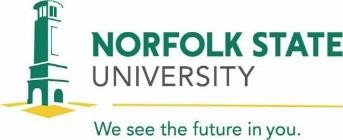 NORFOLK STATE
UNIVERSITY
We see the future in you.